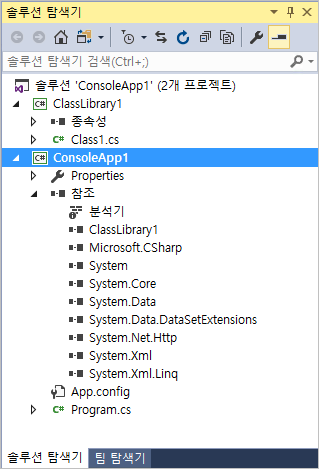 솔루션 탐색기
솔루션 탐색기 검색(Ctrl+;)
솔루션 'ConsoleApp1' (2개 프로젝트)
C# ClassLibrary1
종속성
C# Class1.cs
C# ConsoleApp1
Properties
참조
분석기
ClassLibrary1
Microsoft.CSharp
System
System.Core
System.Data
System.Data.DataSetExtensions
System.Net.Http
System.Xml
System.Xml.Linq
App.config
C# Program.cs
솔루션 탐색기 팀 탐색기